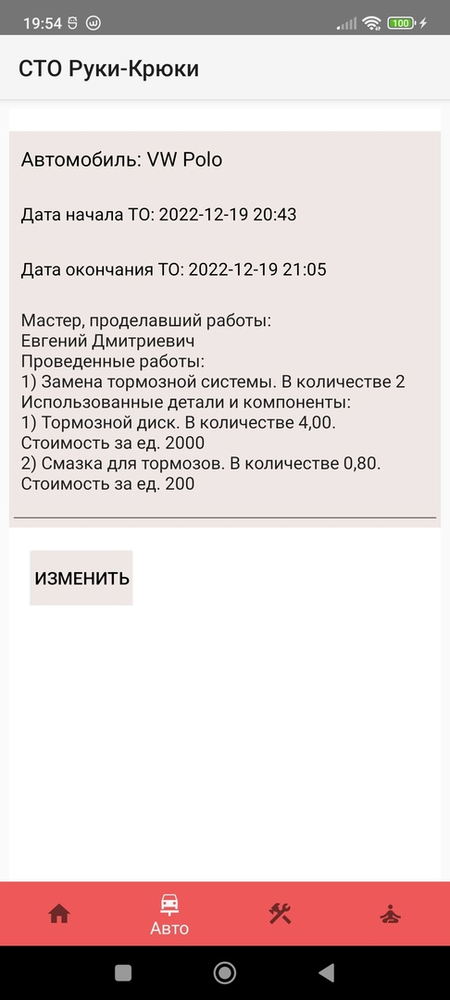 19:54
100
СТО Руки-Крюки
Автомобиль: VW Polo
Дата начала ТО: 2022-12-19 20:43
Дата окончания ТО: 2022-12-19 21:05
Мастер, проделавший работы:
Евгений Дмитриевич
Проведенные работы:
1) Замена тормозной системы. В количестве 2
Использованные детали и компоненты:
1) Тормозной диск. В количестве 4,00.
Стоимость за ед. 2000
2) Смазка для тормозов. В количестве 0,80.
Стоимость за ед. 200
ИЗМЕНИТЬ
Авто